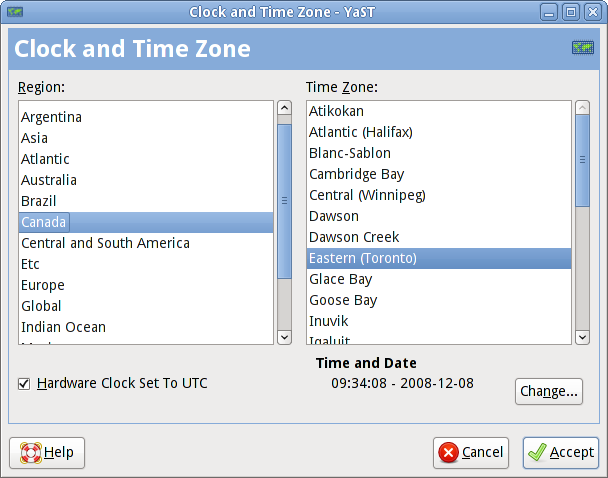 Clock and Time Zone - YaST
Clock and Time Zone
Region:
Argentina
Asia
Atlantic
Australia
Brazil
Canada
Central and South America
Etc
Europe
Global
Indian Ocean
Time Zone:
Atikokan
Atlantic (Halifax)
Blanc-Sablon
Cambridge Bay
Central (Winnipeg)
Dawson
Dawson Creek
Eastern (Toronto)
Glace Bay
Goose Bay
Inuvik
Iqaluit
Hardware Clock Set To UTC
Time and Date
09:34:08 - 2008-12-08
Change...
Help
Cancel
Accept